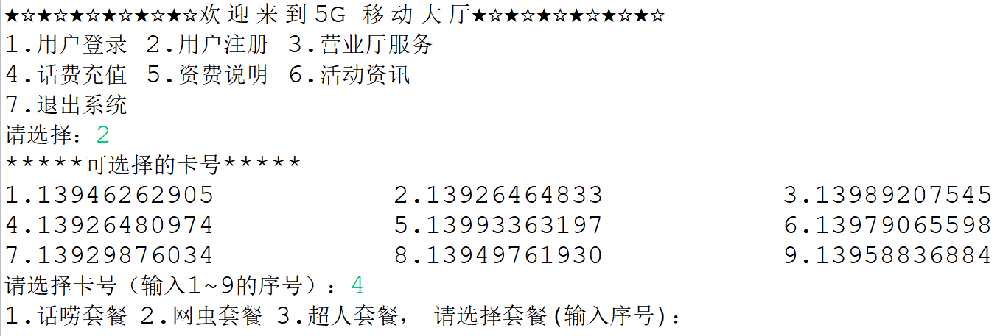 ★☆★☆★☆★☆★☆★☆欢迎来到5G 移动大厅★☆★☆★☆★☆★☆★☆
1.用户登录 2.用户注册 3.营业厅服务
4.话费充值 5.资费说明 6.活动资讯
7.退出系统
请选择：2
*****可选择的卡号*****
1.13946262905 2.13926464833 3.13989207545
4.13926480974 5.13993363197 6.13979065598
7.13929876034 8.13949761930 9.13958836884
请选择卡号（输入1~9的序号）：4
1.话唠套餐 2.网虫套餐 3.超人套餐， 请选择套餐(输入序号)：